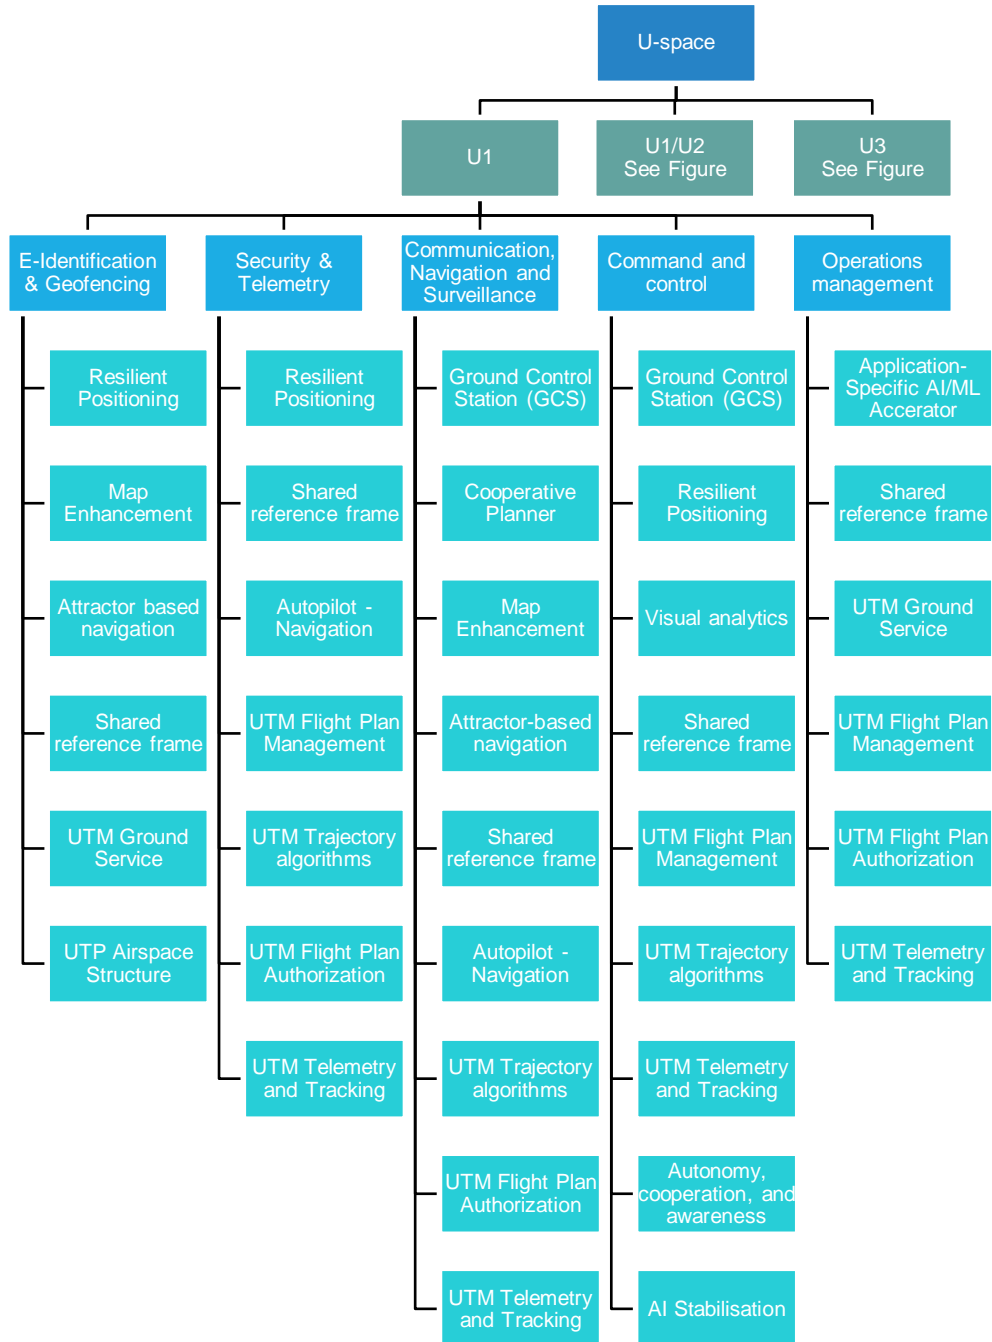 U-space
U1
U1/U2
See Figure
U3
See Figure
E-Identification
& Geofencing
Resilient
Positioning
Map
Enhancement
Attractor based
navigation
Shared
reference frame
UTM Ground
Service
UTP Airspace
Structure
Security &
Telemetry
Resilient
Positioning
Shared
reference frame
Autopilot -
Navigation
UTM Flight Plan
Management
UTM Trajectory
algorithms
UTM Flight Plan
Authorization
UTM Telemetry
and Tracking
Communication,
Navigation and
Surveillance
Ground Control
Station (GCS)
Cooperative
Planner
Map
Enhancement
Attractor-based
navigation
Shared
reference frame
Autopilot -
Navigation
UTM Trajectory
algorithms
UTM Flight Plan
Authorization
UTM Telemetry
and Tracking
Command and
control
Ground Control
Station (GCS)
Resilient
Positioning
Visual analytics
Shared
reference frame
UTM Flight Plan
Management
UTM Trajectory
algorithms
UTM Telemetry
and Tracking
Autonomy,
cooperation, and
awareness
AI Stabilisation
Operations
management
Application-
Specific AI/ML
Accerator
Shared
reference frame
UTM Ground
Service
UTM Flight Plan
Management
UTM Flight Plan
Authorization
UTM Telemetry
and Tracking